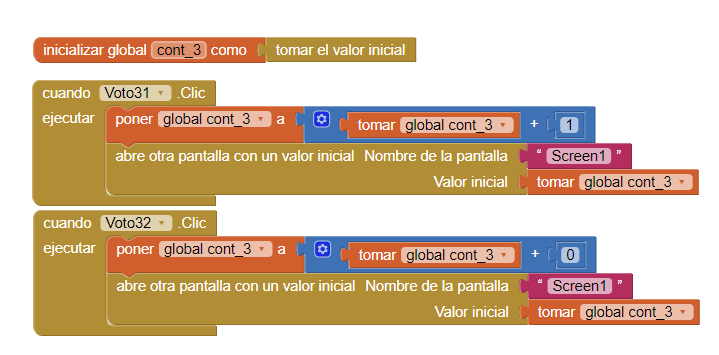 inicializar global cont_3 como tomar el valor inicial
cuando Voto31 .Clic
ejecutar poner global cont_3 a tomar global cont_3 + 1
abre otra pantalla con un valor inicial Nombre de la pantalla “ Screen1 ”
Valor inicial tomar global cont_3
cuando Voto32 .Clic
ejecutar poner global cont_3 a tomar global cont_3 + 0
abre otra pantalla con un valor inicial Nombre de la pantalla “ Screen1 ”
Valor inicial tomar global cont_3